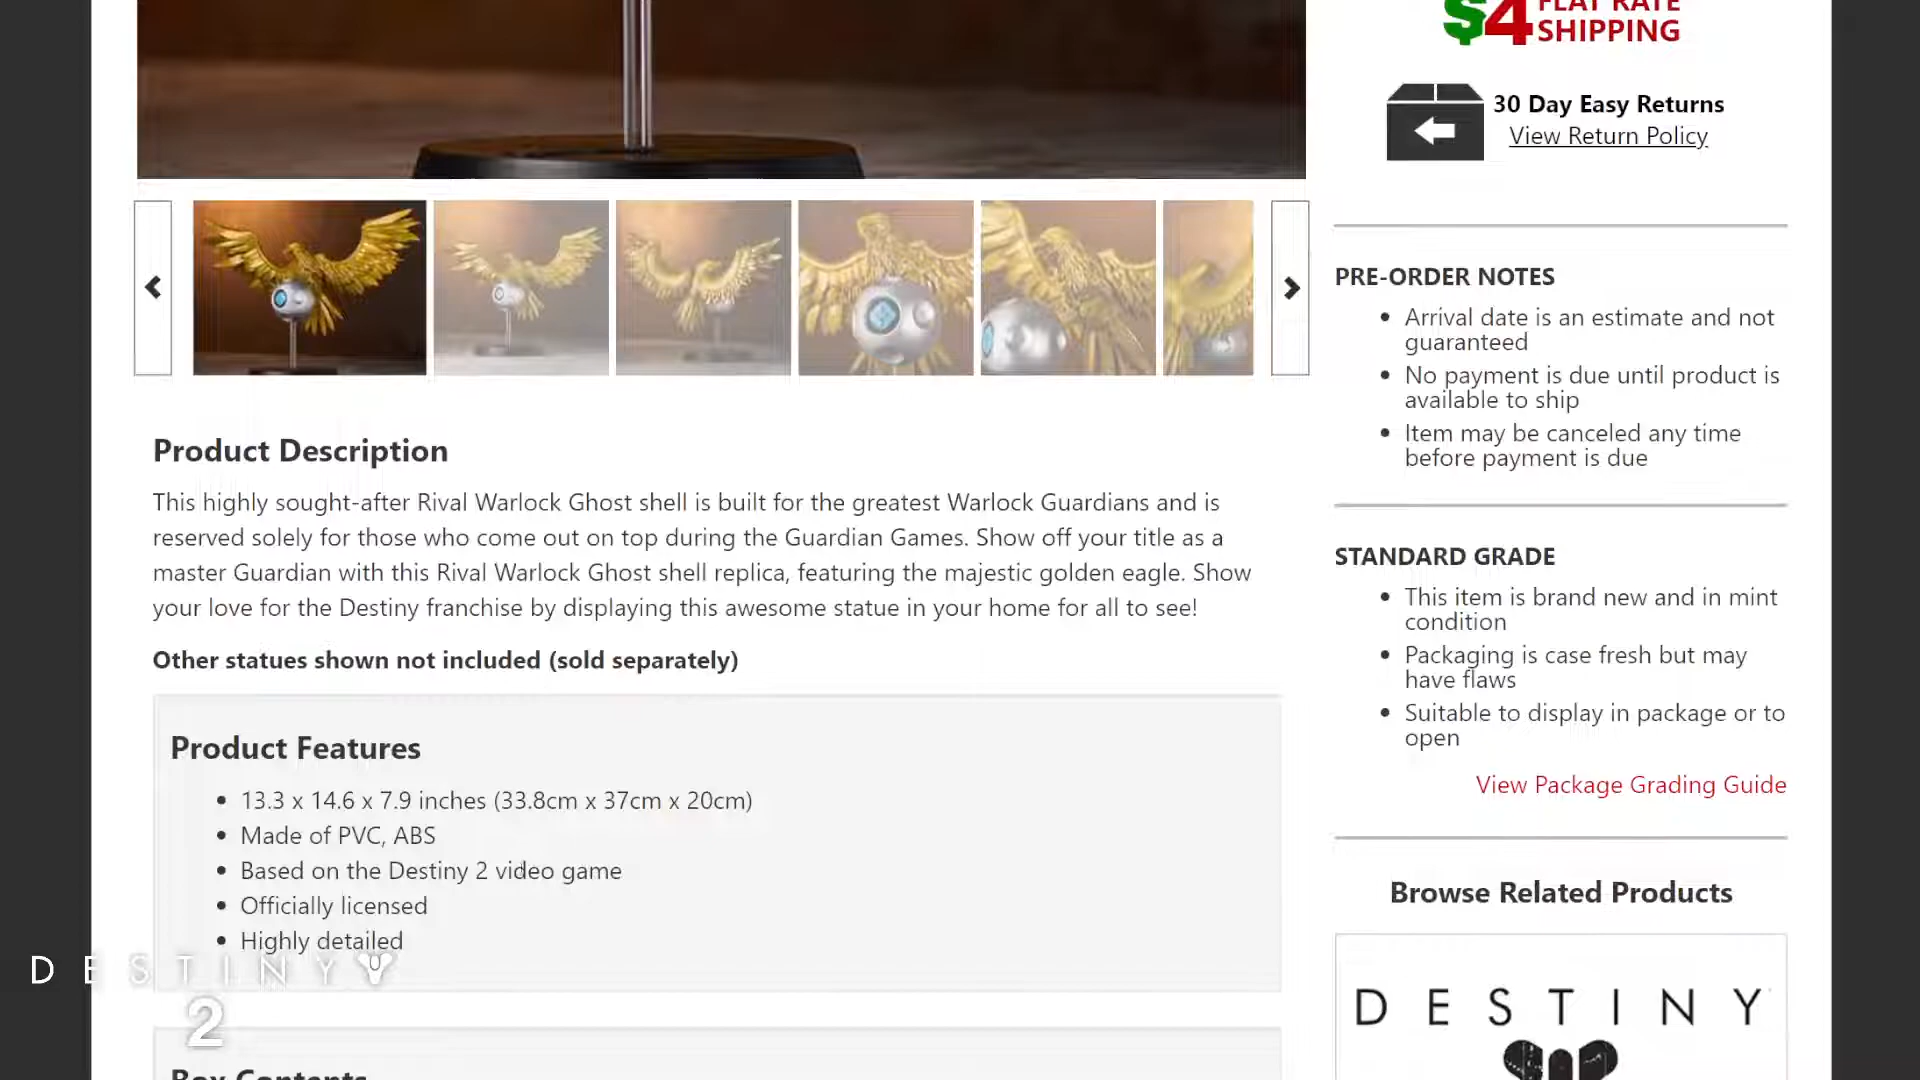 $4 FLAT RATE
SHIPPING
30 Day Easy Returns
View Return Policy
PRE-ORDER NOTES
• Arrival date is an estimate and not
guaranteed
• No payment is due until product is
available to ship
• Item may be canceled any time
before payment is due
Product Description
This highly sought-after Rival Warlock Ghost shell is built for the greatest Warlock Guardians and is
reserved solely for those who come out on top during the Guardian Games. Show off your title as a
master Guardian with this Rival Warlock Ghost shell replica, featuring the majestic golden eagle. Show
your love for the Destiny franchise by displaying this awesome statue in your home for all to see!
Other statues shown not included (sold separately)
STANDARD GRADE
• This item is brand new and in mint
condition
• Packaging is case fresh but may
have flaws
• Suitable to display in package or to
open
View Package Grading Guide
Product Features
• 13.3 x 14.6 x 7.9 inches (33.8cm x 37cm x 20cm)
• Made of PVC, ABS
• Based on the Destiny 2 video game
• Officially licensed
• Highly detailed
Browse Related Products
DESTINY
DESTINY
2
Box Contents